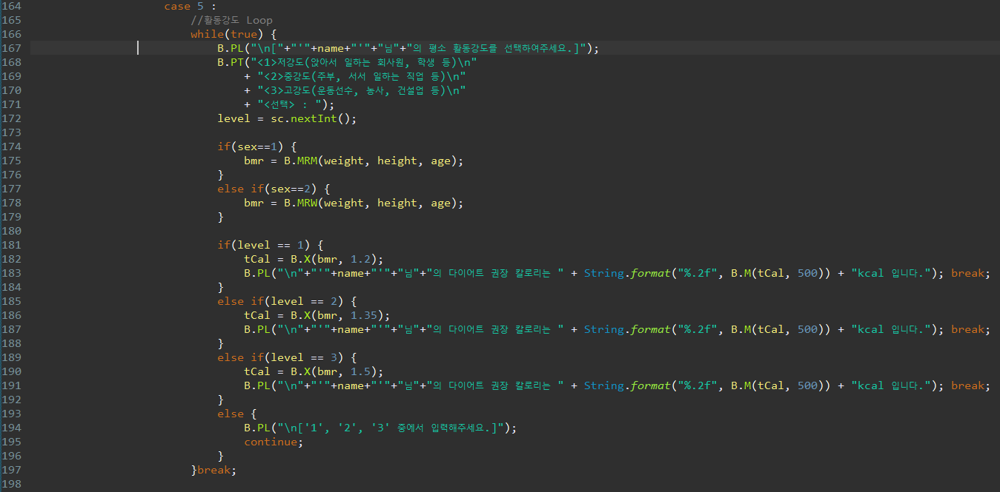 164 case 5 :
165 //활동강도 Loop
166 while(true) {
167 B.PL("\n["+"'"+name+"'"+"님"+"의 평소 활동강도를 선택하여주세요.]");
168 B.PT("<1>저강도(앉아서 일하는 회사원, 학생 등)\n"
169 + "<2>중강도(주부, 서서 일하는 직업 등)\n"
170 + "<3>고강도(운동선수, 농사, 건설업 등)\n"
171 + "<선택> : ");
172 level = sc.nextInt();
173
174 if(sex==1) {
175 bmr = B.MRM(weight, height, age);
176 }
177 else if(sex==2) {
178 bmr = B.MRW(weight, height, age);
179 }
180
181 if(level == 1) {
182 tCal = B.X(bmr, 1.2);
183 B.PL("\n"+"'"+name+"'"+"님"+"의 다이어트 권장 칼로리는 " + String.format("%.2f", B.M(tCal, 500)) + "kcal 입니다."); break;
184 }
185 else if(level == 2) {
186 tCal = B.X(bmr, 1.35);
187 B.PL("\n"+"'"+name+"'"+"님"+"의 다이어트 권장 칼로리는 " + String.format("%.2f", B.M(tCal, 500)) + "kcal 입니다."); break;
188 }
189 else if(level == 3) {
190 tCal = B.X(bmr, 1.5);
191 B.PL("\n"+"'"+name+"'"+"님"+"의 다이어트 권장 칼로리는 " + String.format("%.2f", B.M(tCal, 500)) + "kcal 입니다."); break;
192 }
193 else {
194 B.PL("\n['1', '2', '3' 중에서 입력해주세요.]");
195 continue;
196 }
197 }break;
198